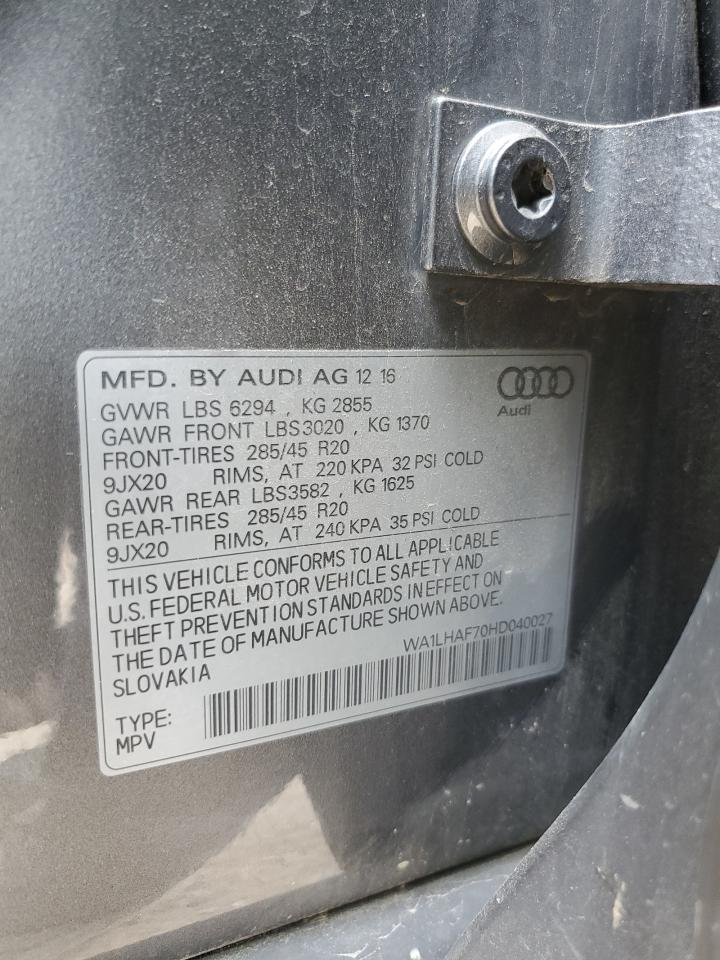 MFD. BY AUDI AG 12 16
Audi
GVWR LBS 6294 , KG 2855
GAWR FRONT LBS3020 , KG 1370
FRONT-TIRES 285/45 R20
9JX20 RIMS, AT 220 KPA 32 PSI COLD
GAWR REAR LBS3582 , KG 1625
REAR-TIRES 285/45 R20
9JX20 RIMS, AT 240 KPA 35 PSI COLD
THIS VEHICLE CONFORMS TO ALL APPLICABLE
U.S. FEDERAL MOTOR VEHICLE SAFETY AND
THEFT PREVENTION STANDARDS IN EFFECT ON
THE DATE OF MANUFACTURE SHOWN ABOVE.
SLOVAKIA
WA1LHAF70HD040027
TYPE:
MPV